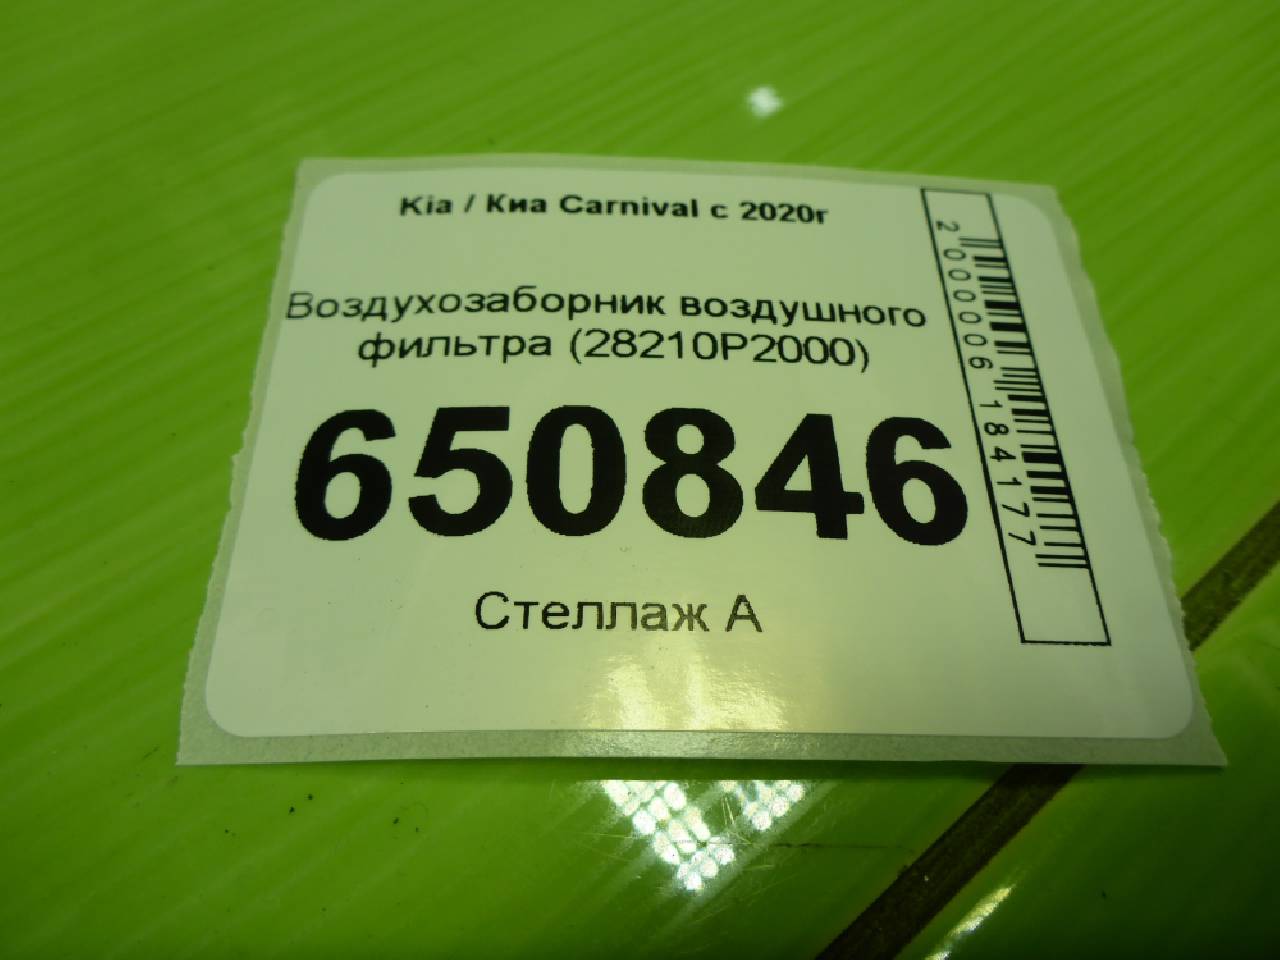 Kia / Киа Carnival с 2020г
Воздухозаборник воздушного
фильтра (28210P2000)
650846
Стеллаж А
2000006184177